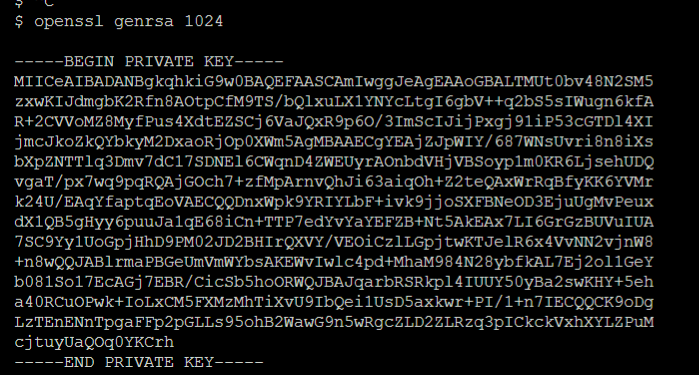 $ ^C
$ openssl genrsa 1024
-----BEGIN PRIVATE KEY-----
MIICeAIBADANBgkqhkiG9w0BAQEFAASCAmIwggJeAgEAAoGBALTMUt0bv48N2SM5
zxwKIJdmgbK2Rfn8AOtpCfM9TS/bQlxuLX1YNYcLtgI6gbV++q2bS5sIWugn6kfA
R+2CVVoMZ8MyfPus4XdtEZSCj6VaJQxR9p6O/3ImScIJijPxgj91iP53cGTDl4XI
jmcJkoZkQYbkyM2DxaoRjOp0XWm5AgMBAAECgYEAjZJpWIY/687WNsUvri8n8iXs
bXpZNTTlq3Dmv7dC17SDNEl6CWqnD4ZWEUyrAOnbdVHjVBSoyp1m0KR6LjsehUDQ
vgaT/px7wq9pqRQAjGOch7+zfMpArnvQhJi63aiqOh+Z2teQAxWrRqBfyKK6YVMr
k24U/EAqYfaptqEoVAECQQDnxWpk9YRIYLbF+ivk9jjoSXFBNeOD3EjuUgMvPeux
dX1QB5gHyy6puuJa1qE68iCn+TTP7edYvYaYEFZB+Nt5AkEAx7LI6GrGzBUVuIUA
7SC9Yy1UoGpjHhD9PM02JD2BHIrQXVY/VEOiCzlLGpjtwKTJelR6x4VvNN2vjnW8
+n8wQQJABlrmaPBGeUmVmWYbsAKEWvIwlc4pd+MhaM984N28ybfkAL7Ej2ol1GeY
b081So17EcAGj7EBR/CicSb5hoORWQJBAJqarbRSRkpl4IUUY50yBa2swKHY+5eh
a40RCuOPwk+IoLxCM5FXMzMhTiXvU9IbQei1UsD5axkwr+PI/1+n7IECQQCK9oDg
LzTEnENnTpgaFFp2pGLLs95ohB2WawG9n5wRgcZLD2ZLRzq3pICkckVxhXYLZPuM
cjtuyUaQOq0YKCrh
-----END PRIVATE KEY-----